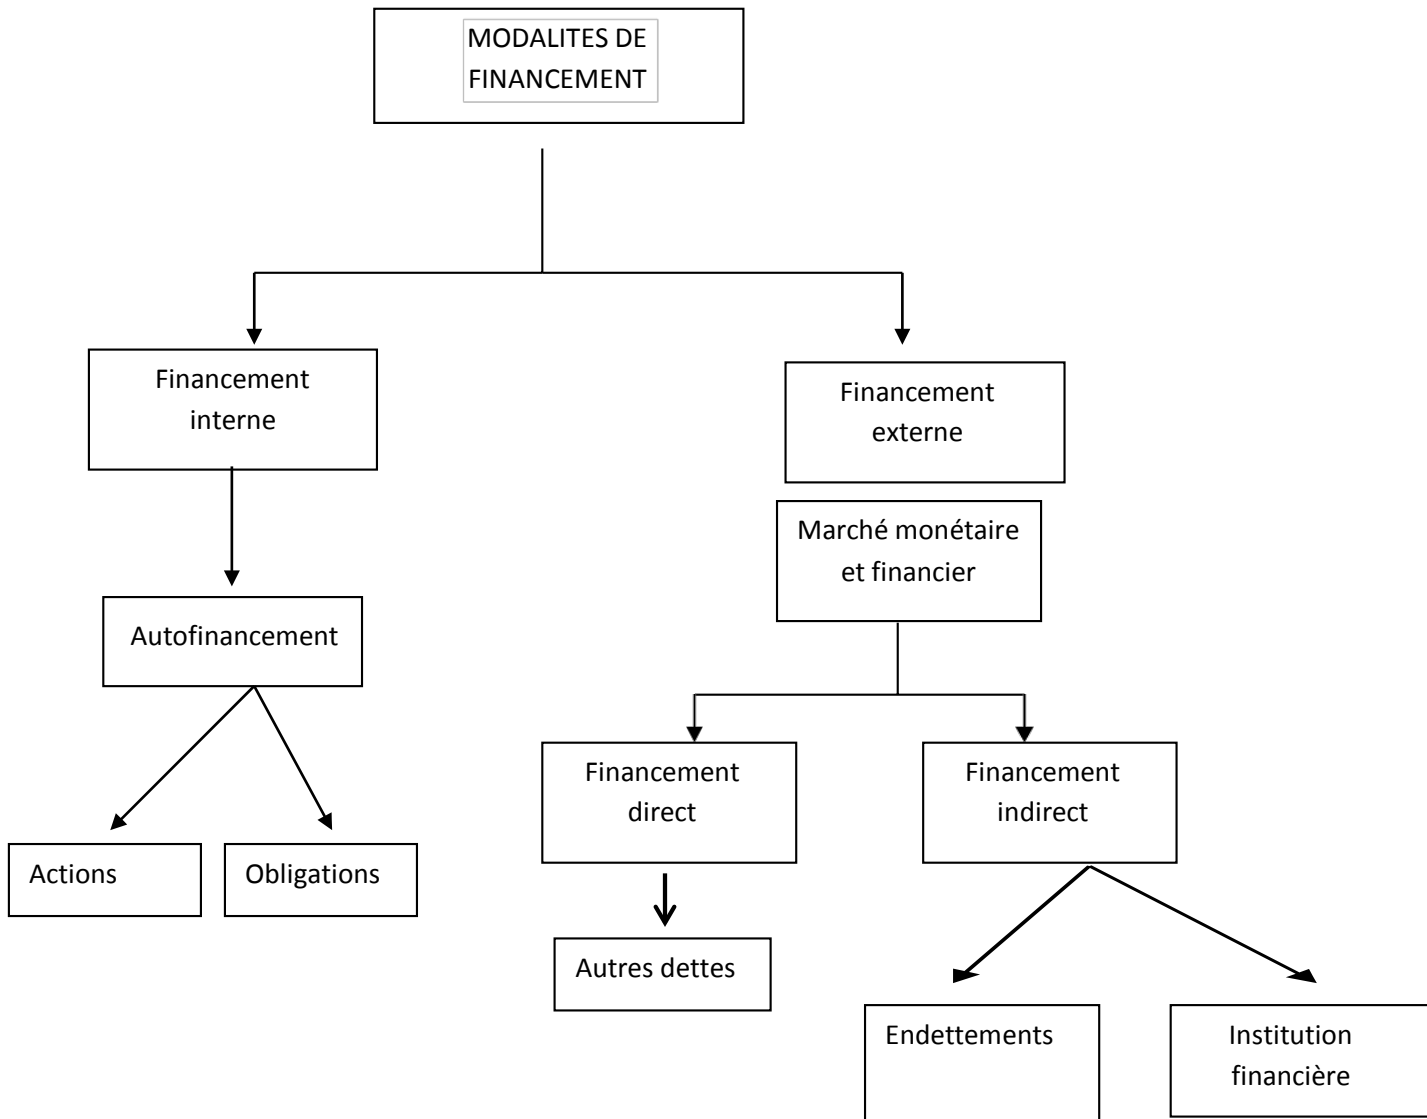 MODALITES DE
FINANCEMENT
Financement
interne
Financement
externe
Marché monétaire
et financier
Autofinancement
Financement
direct
Financement
indirect
Actions
Obligations
Autres dettes
Endettements
Institution
financière